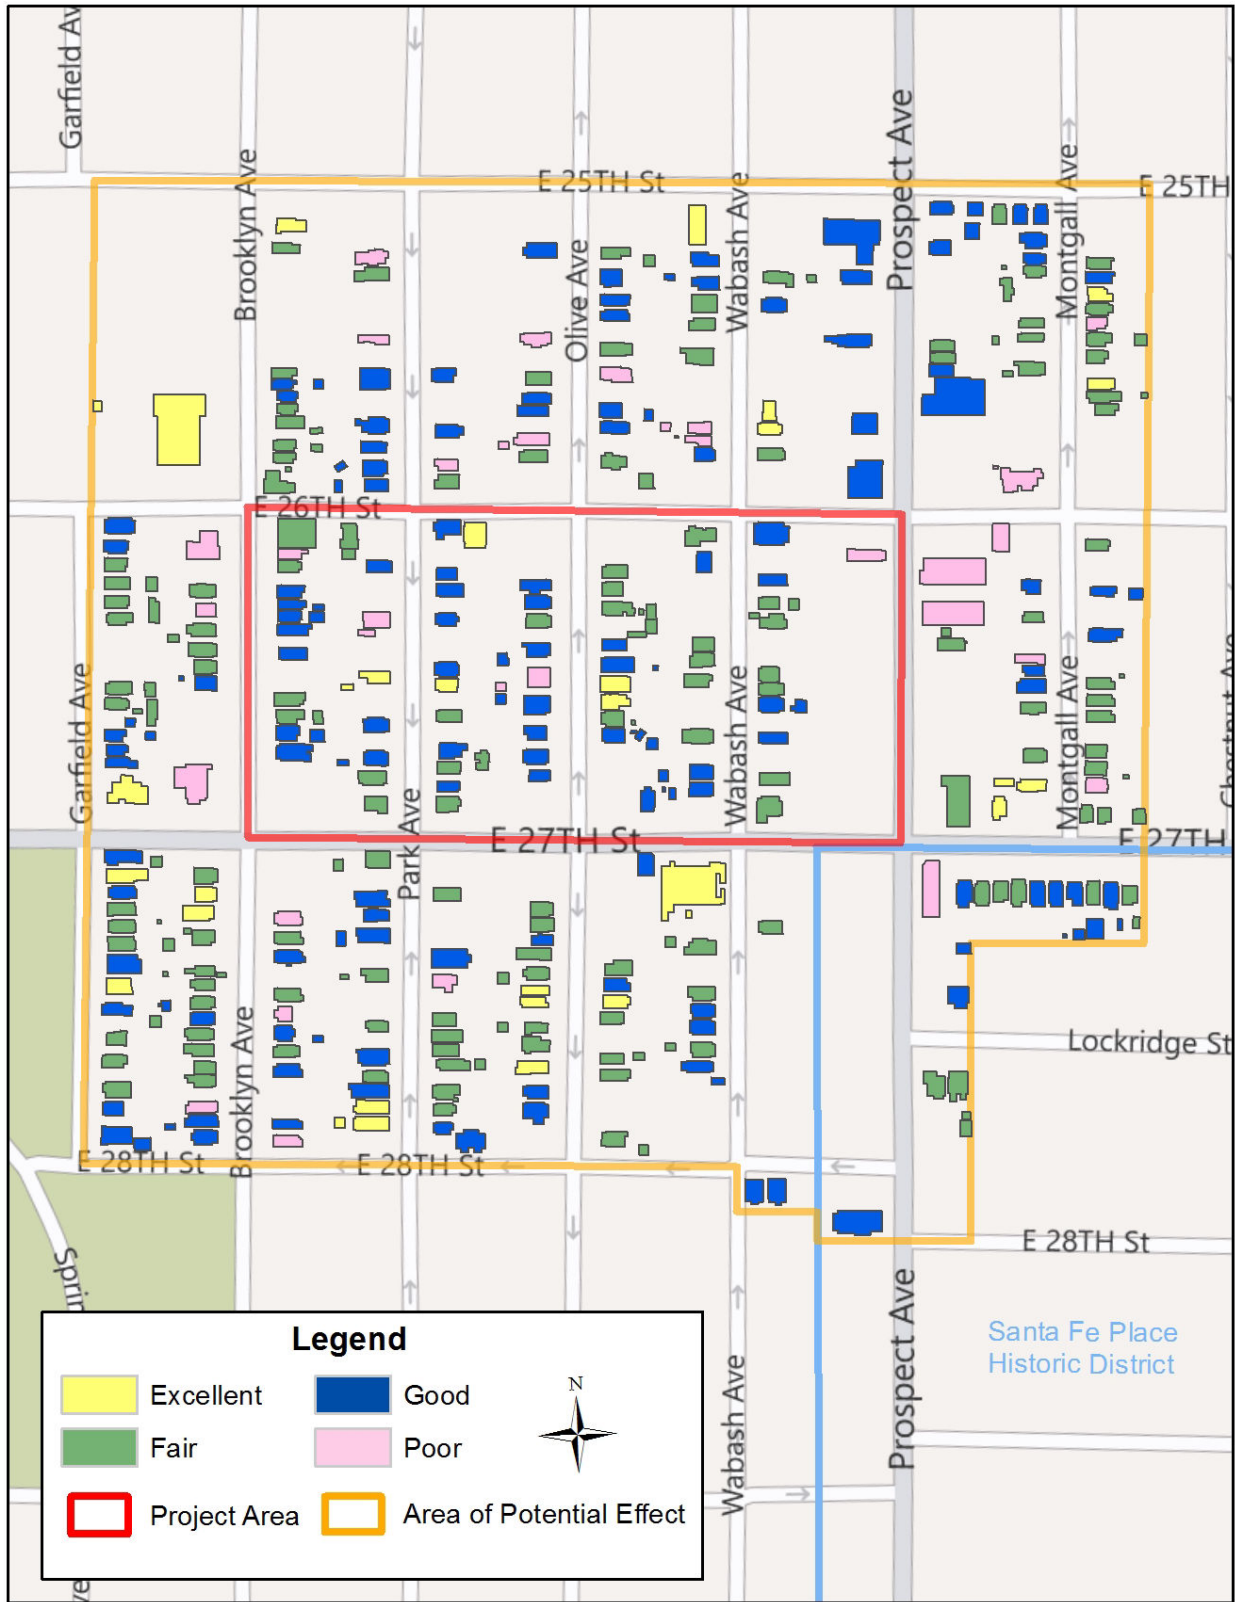 Garfield Av
Prospect Ave
Brooklyn Ave
Montgall Ave
E 25TH St
Wabash Ave
E 25TH
Olive Ave
E 26TH St
Garfield Ave
Wabash Ave
Montgall Ave
Chestnut Ave
Park Ave
E 27TH St
E 27TH
Brooklyn Ave
Lockridge St
E 28TH St
E 28TH St
E 28TH St
Sprin
Prospect Ave
Wabash Ave
Santa Fe Place
Historic District
Legend
Excellent
Good
N
Fair
Poor
Project Area
Area of Potential Effect
ve